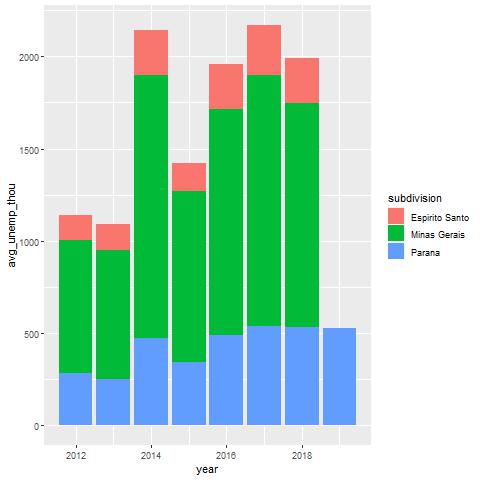 avg_unemp_thou
2000
1500
1000
500
0
2012
2014
2016
2018
year
subdivision
Espirito Santo
Minas Gerais
Parana